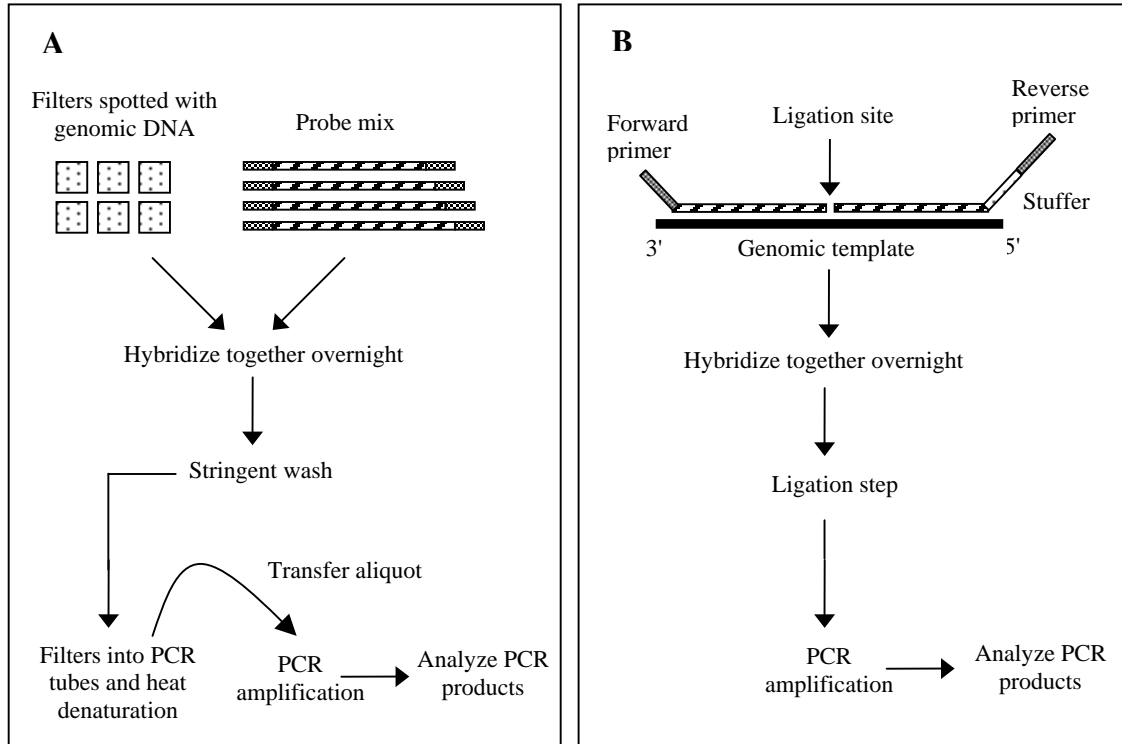 A
Filters spotted with
genomic DNA
Probe mix
Hybridize together overnight
Stringent wash
Transfer aliquot
Filters into PCR
tubes and heat
denaturation
PCR
amplification
Analyze PCR
products
B
Forward
primer
Ligation site
Reverse
primer
Stuffer
3'
Genomic template
5'
Hybridize together overnight
Ligation step
PCR
amplification
Analyze PCR
products